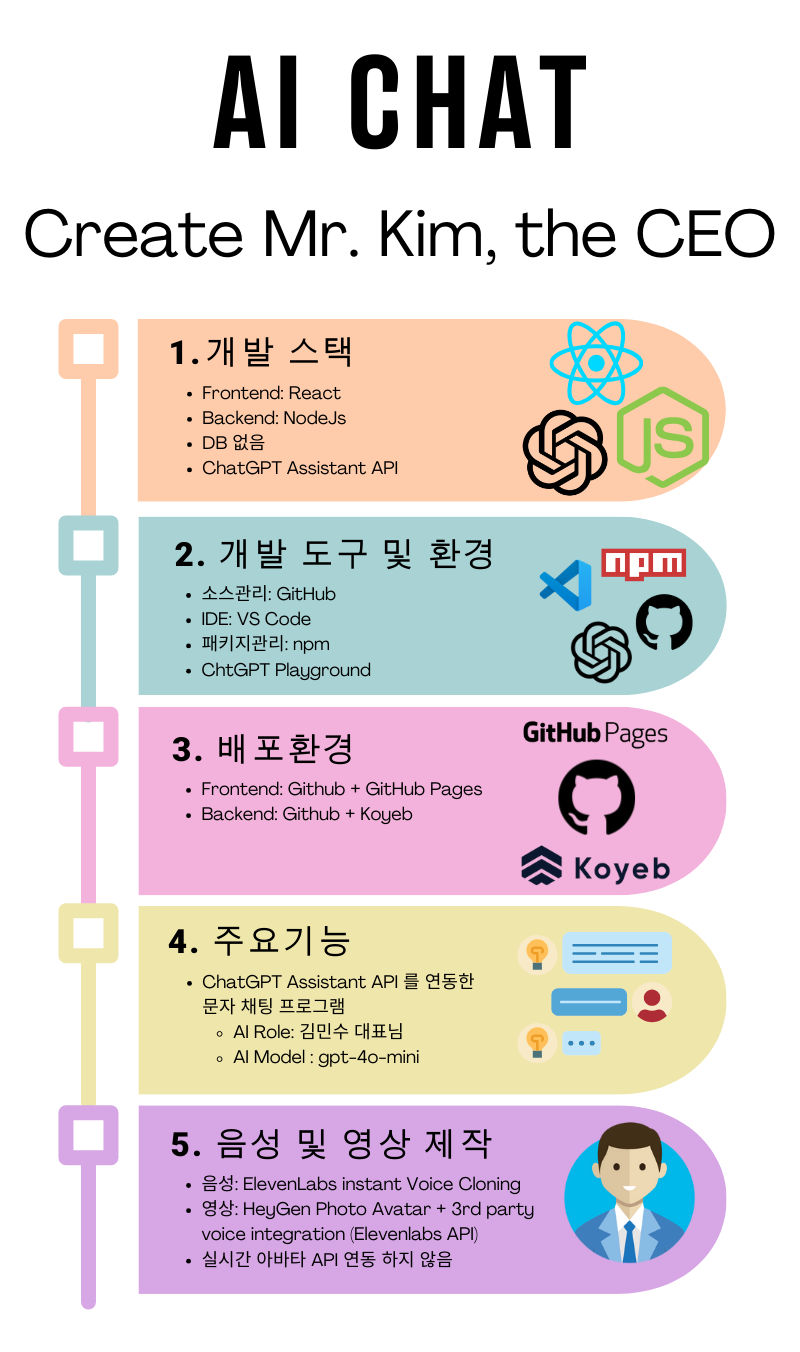 AI CHAT
Create Mr. Kim, the CEO
1. 개발 스택
• Frontend: React
• Backend: NodeJs
• DB 없음
• ChatGPT Assistant API
JS
2. 개발 도구 및 환경
• 소스관리: GitHub
• IDE: VS Code
• 패키지관리: npm
• ChtGPT Playground
npm
3. 배포환경
• Frontend: Github + GitHub Pages
• Backend: Github + Koyeb
GitHub Pages
Koyeb
4. 주요기능
• ChatGPT Assistant API 를 연동한
문자 채팅 프로그램
◦ AI Role: 김민수 대표님
◦ AI Model : gpt-4o-mini
5. 음성 및 영상 제작
• 음성: ElevenLabs instant Voice Cloning
• 영상: HeyGen Photo Avatar + 3rd party
voice integration (Elevenlabs API)
• 실시간 아바타 API 연동 하지 않음